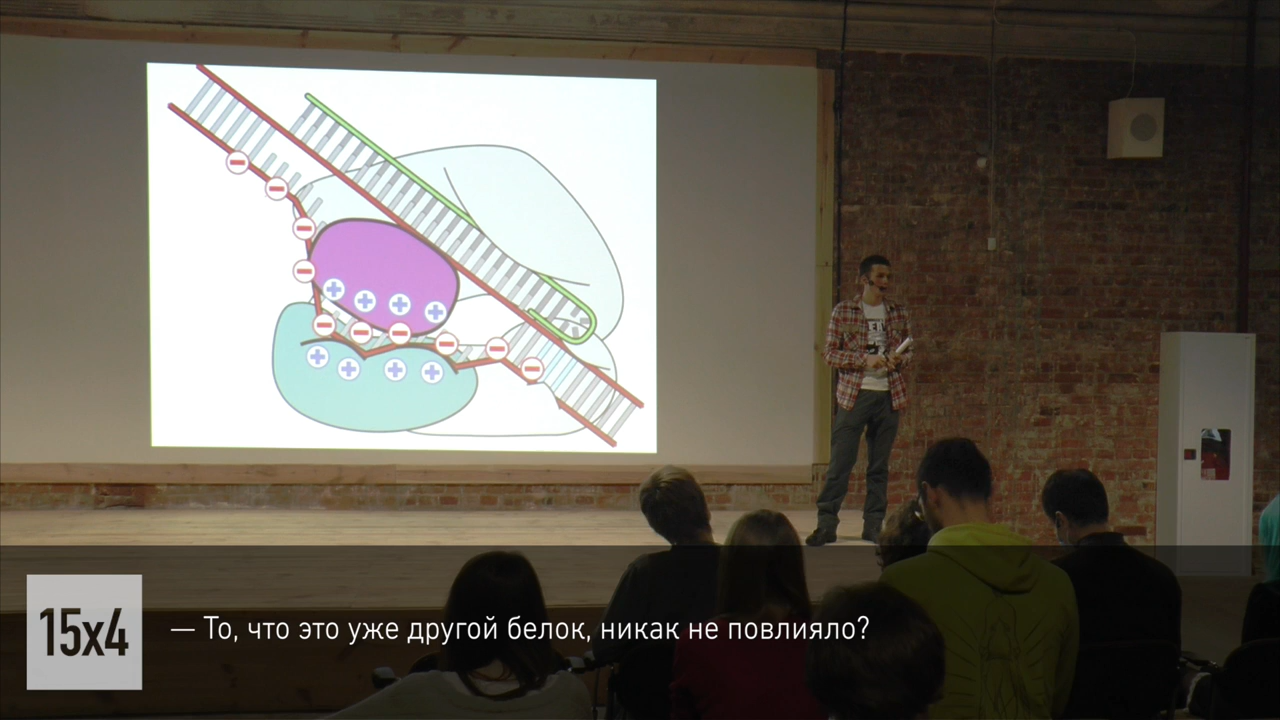 15x4
— То, что это уже другой белок, никак не повлияло?